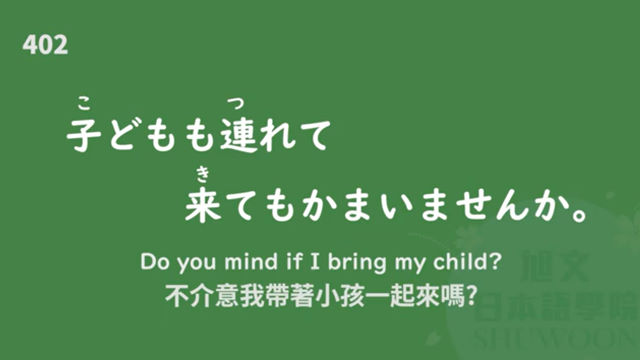 402
こ つ
子どもも連れて
き
来てもかまいませんか。
Do you mind if I bring my child?
不介意我帶著小孩一起來嗎?
旭文
日本語學院
SHUWOON